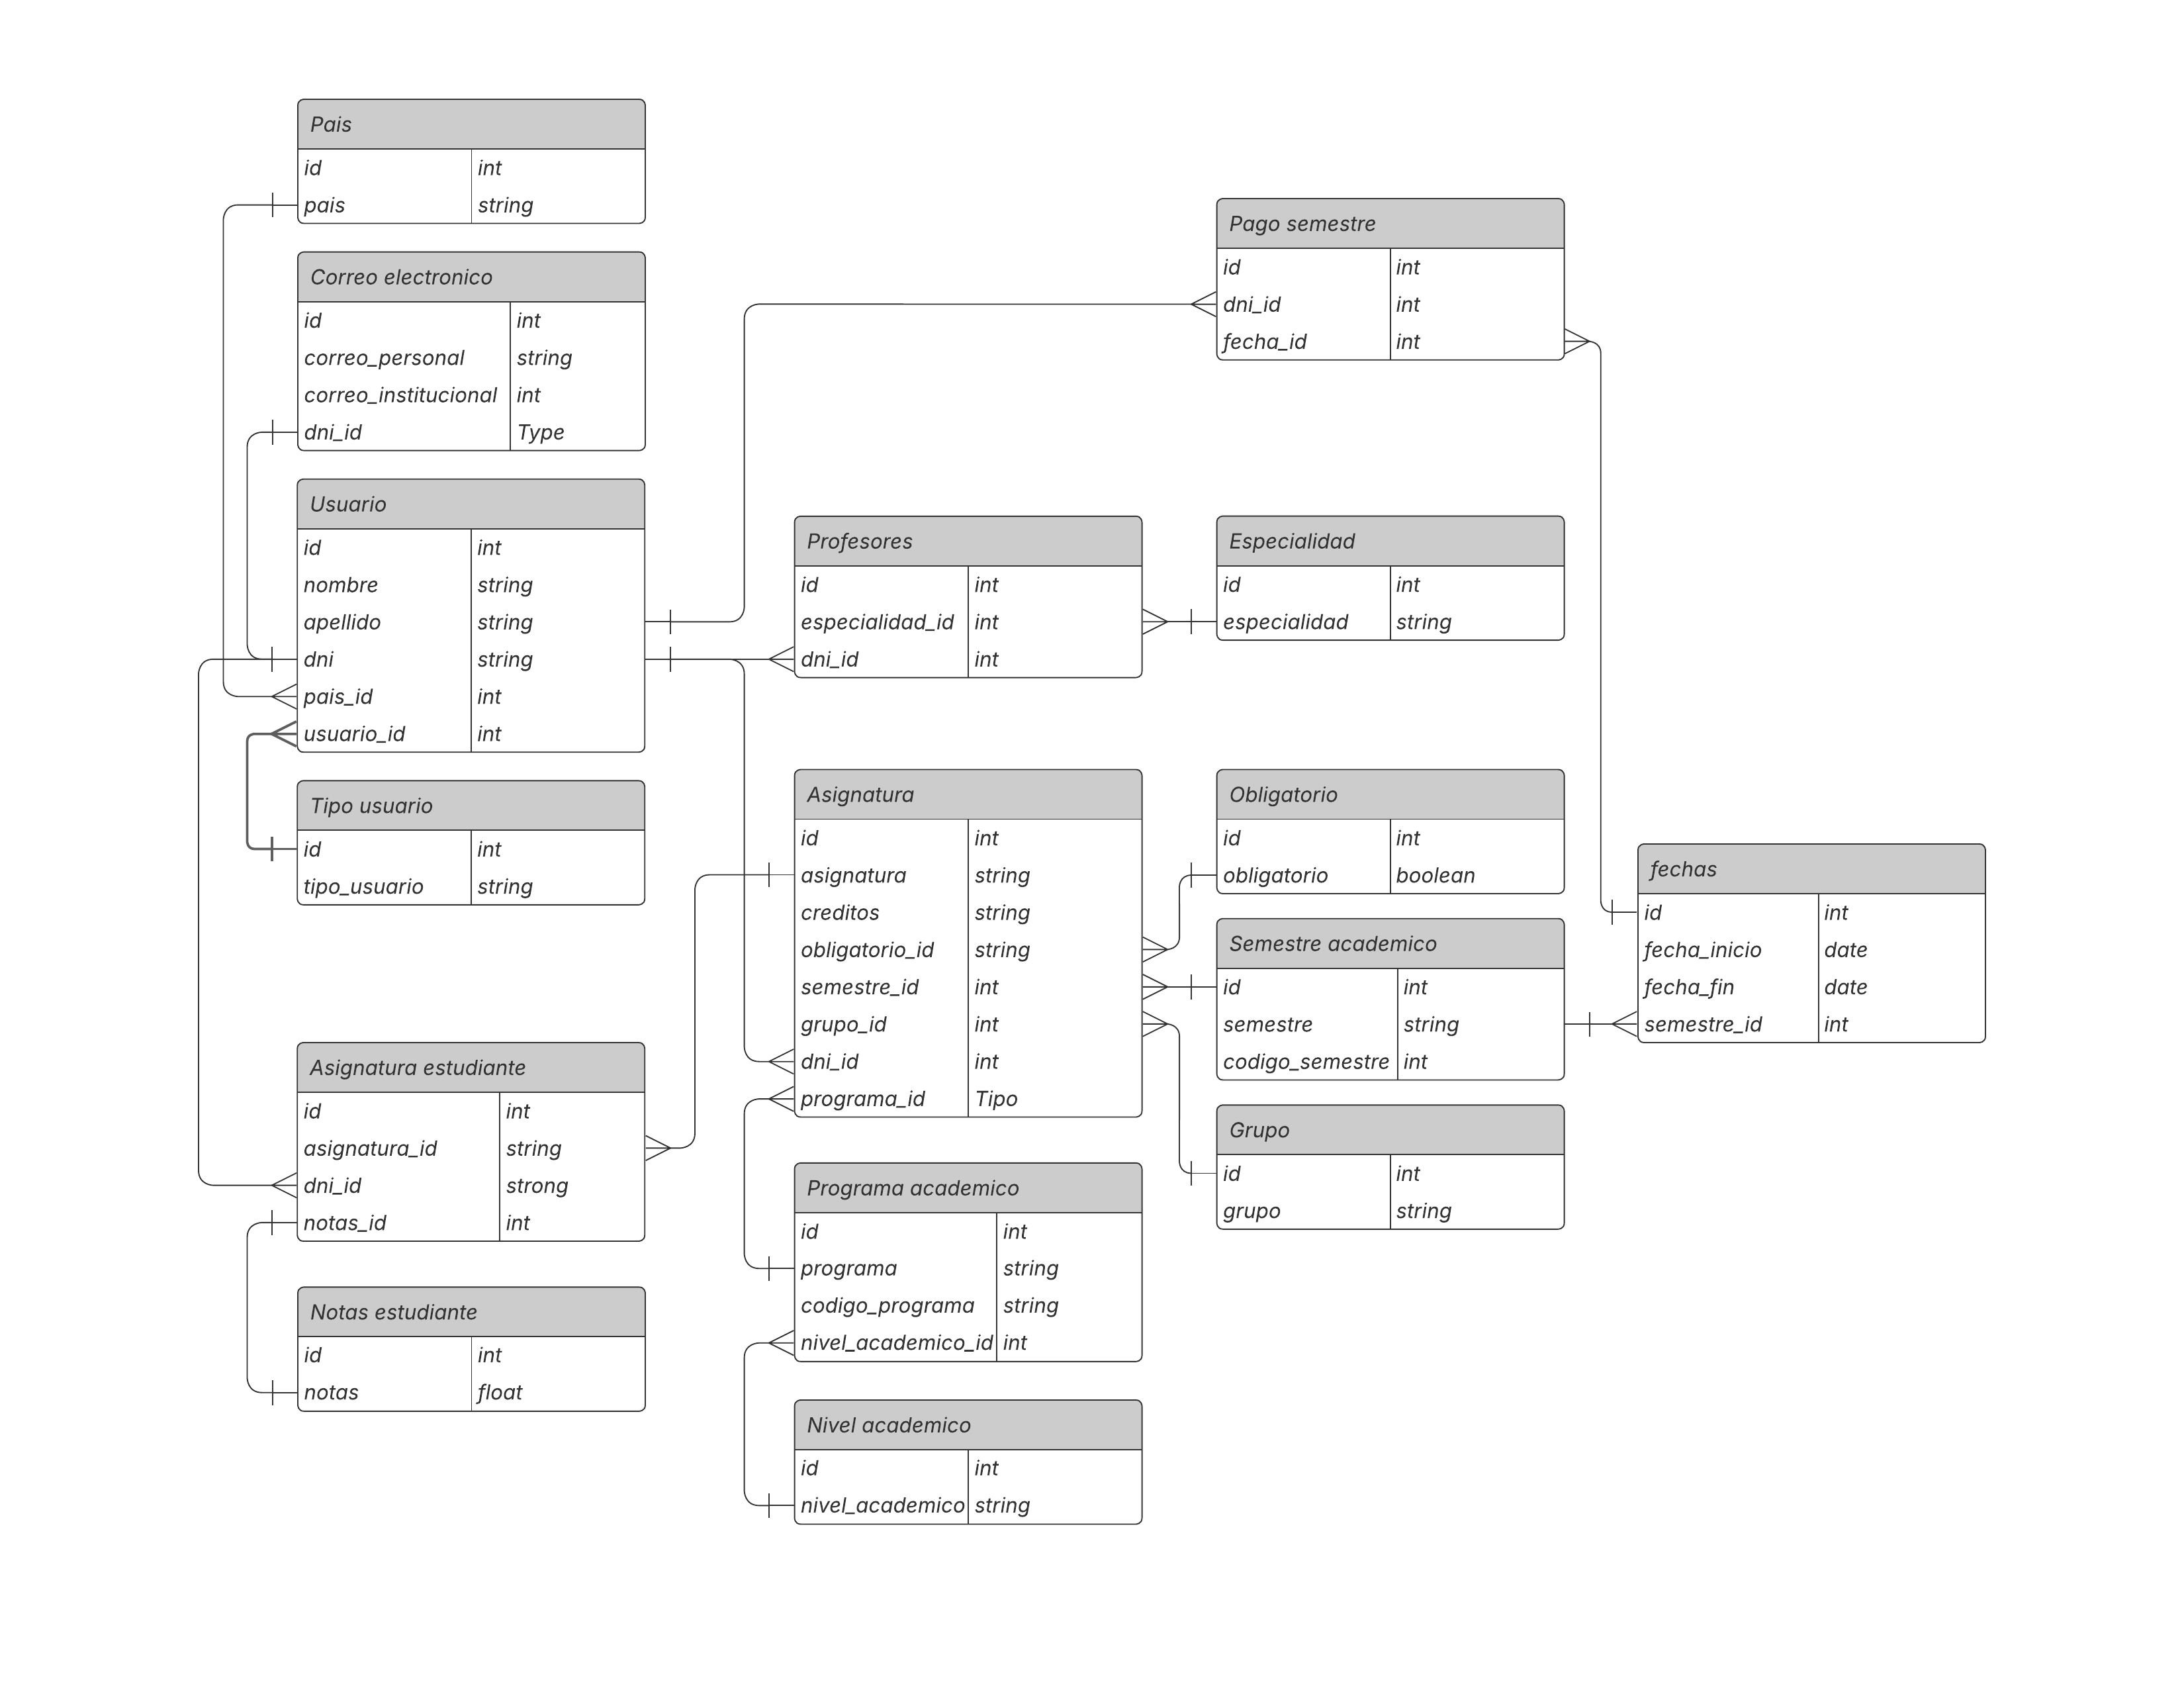 Pais
id int
pais string
Correo electronico
id int
correo_personal string
correo_institucional int
dni_id Type
Usuario
id int
nombre string
apellido string
dni string
pais_id int
usuario_id int
Tipo usuario
id int
tipo_usuario string
Asignatura estudiante
id int
asignatura_id string
dni_id strong
notas_id int
Notas estudiante
id int
notas float
Profesores
id int
especialidad_id int
dni_id int
Asignatura
id int
asignatura string
creditos string
obligatorio_id string
semestre_id int
grupo_id int
dni_id int
programa_id Tipo
Programa academico
id int
programa string
codigo_programa string
nivel_academico_id int
Nivel academico
id int
nivel_academico string
Pago semestre
id int
dni_id int
fecha_id int
Especialidad
id int
especialidad string
Obligatorio
id int
obligatorio boolean
Semestre academico
id int
semestre string
codigo_semestre int
Grupo
id int
grupo string
fechas
id int
fecha_inicio date
fecha_fin date
semestre_id int